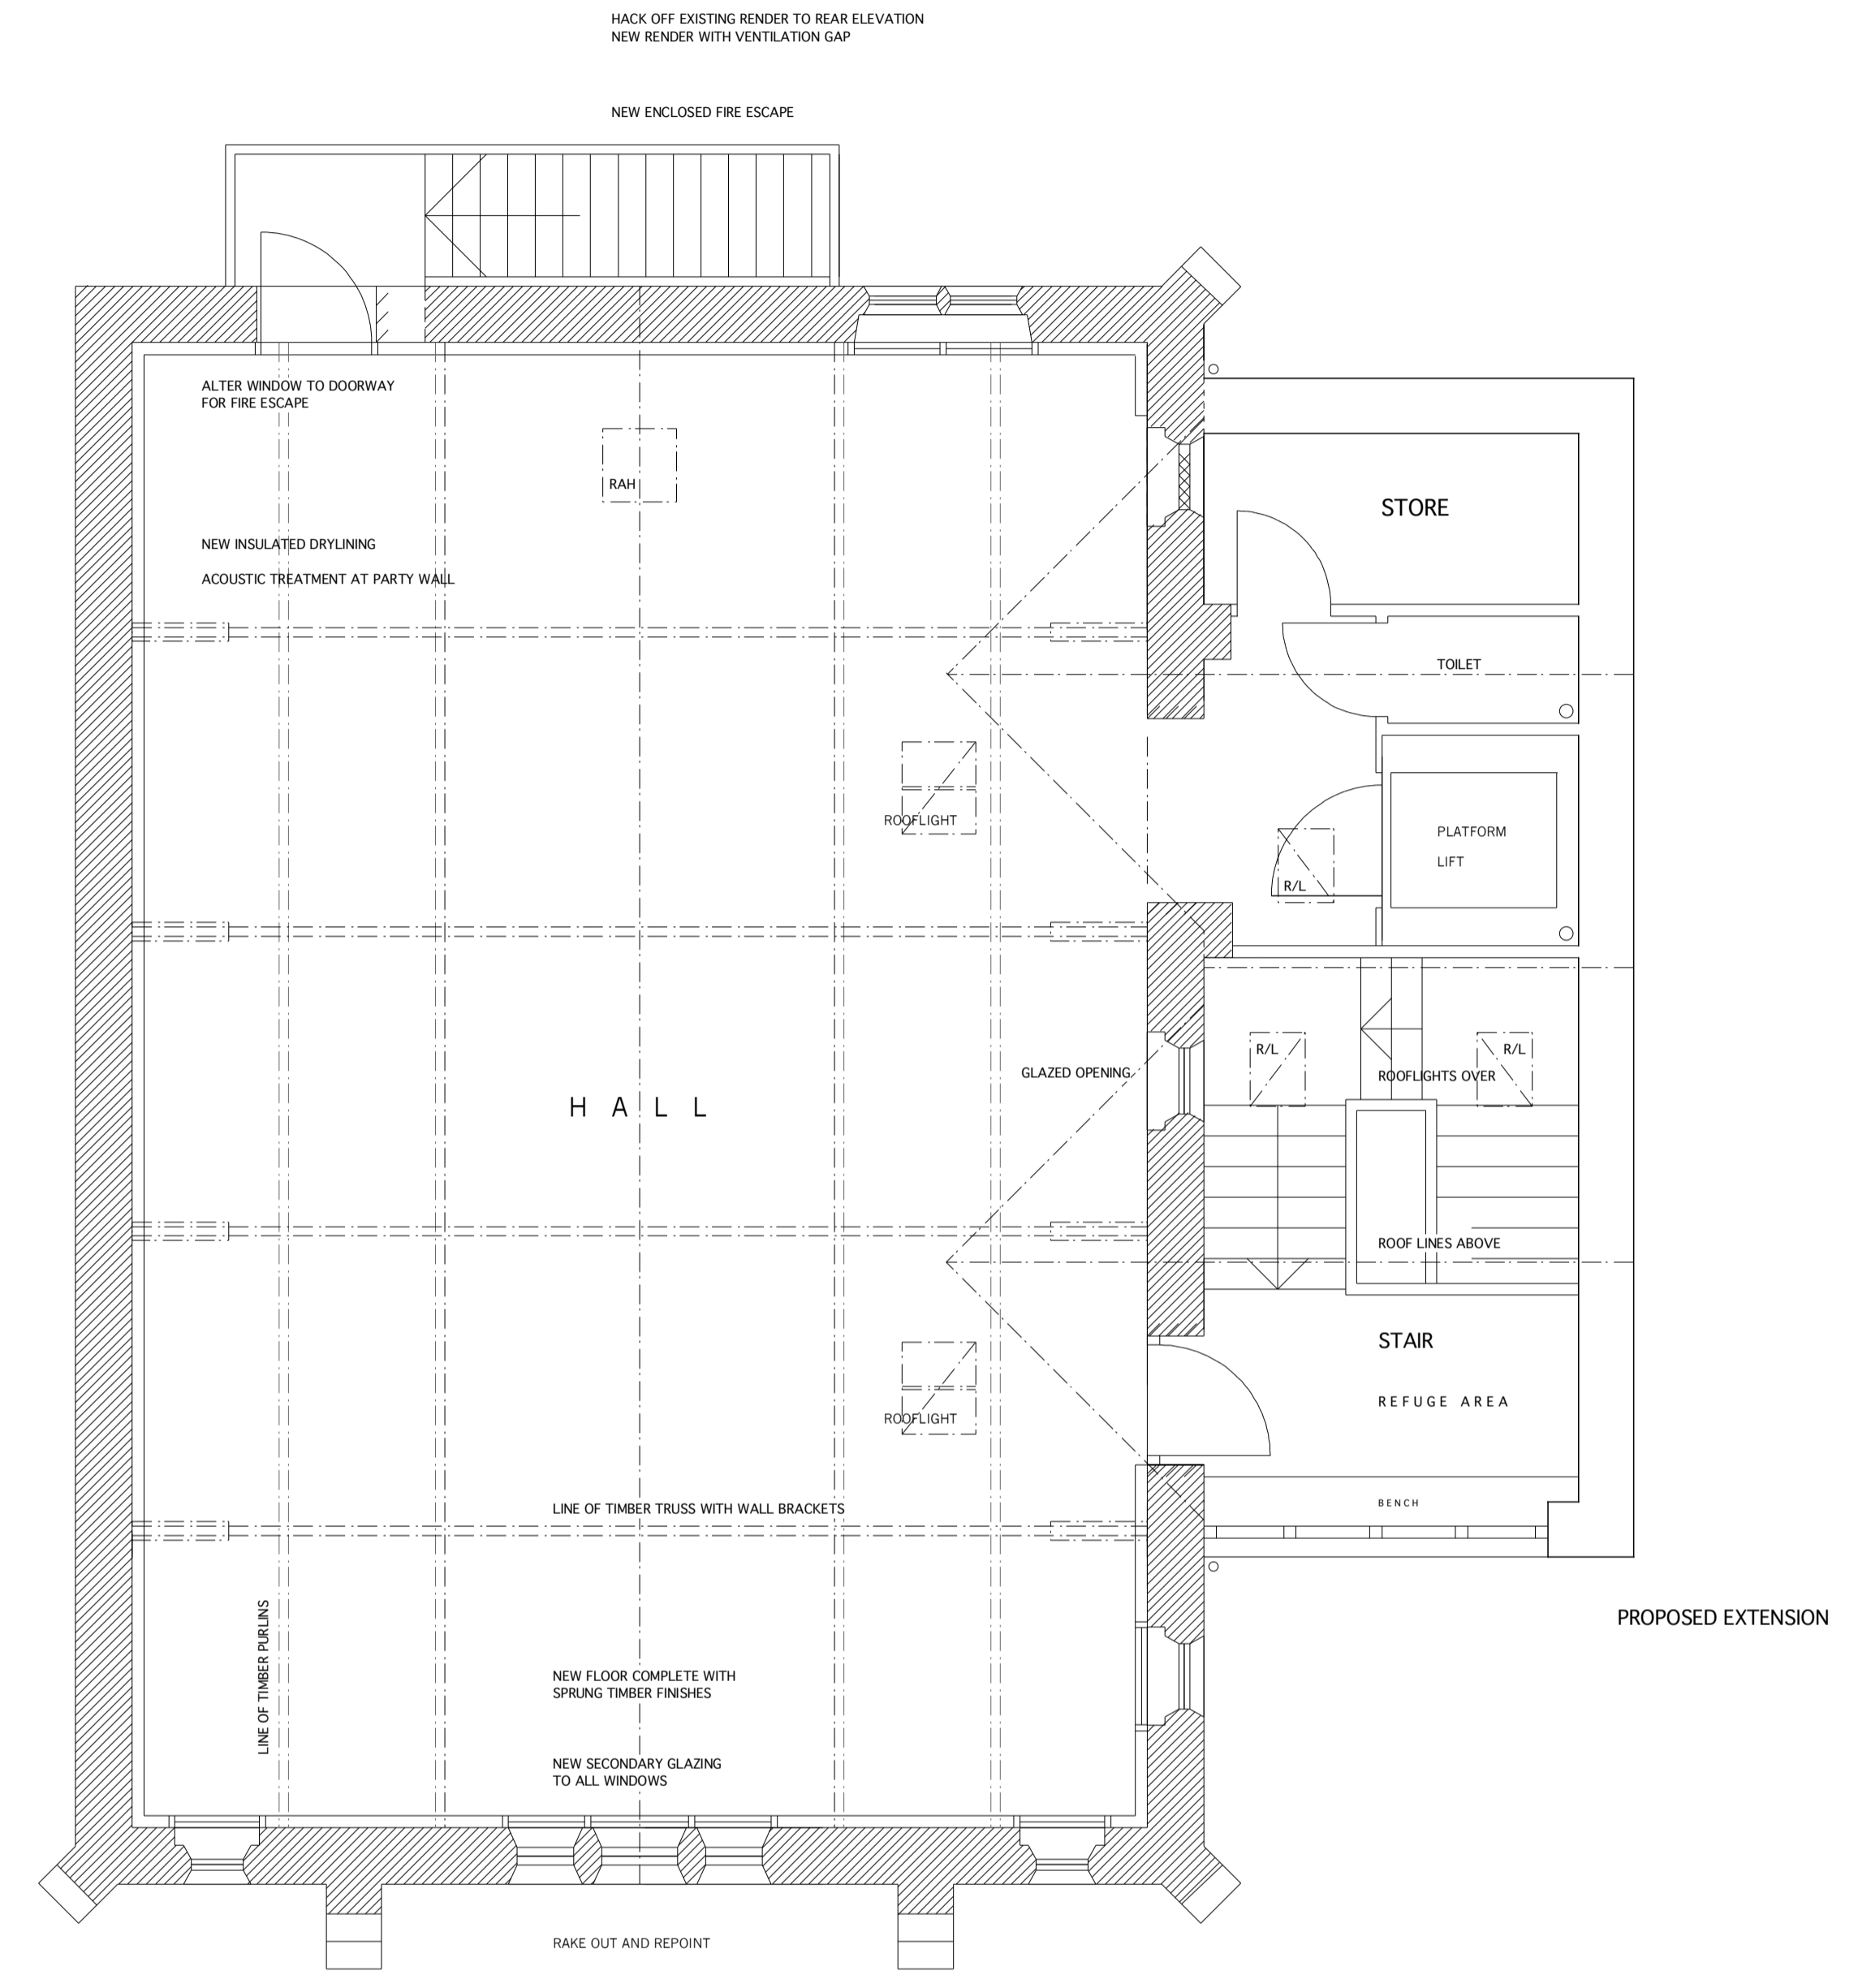 HACK OFF EXISTING RENDER TO REAR ELEVATION
NEW RENDER WITH VENTILATION GAP
NEW ENCLOSED FIRE ESCAPE
ALTER WINDOW TO DOORWAY
FOR FIRE ESCAPE
RAH
STORE
NEW INSULATED DRYLINING
ACOUSTIC TREATMENT AT PARTY WALL
TOILET
ROOFLIGHT
PLATFORM
LIFT
R/L
R/L
R/L
GLAZED OPENING
ROOFLIGHTS OVER
H A L L
ROOF LINES ABOVE
STAIR
REFUGE AREA
ROOFLIGHT
BENCH
LINE OF TIMBER TRUSS WITH WALL BRACKETS
LINE OF TIMBER PURLINS
PROPOSED EXTENSION
NEW FLOOR COMPLETE WITH
SPRUNG TIMBER FINISHES
NEW SECONDARY GLAZING
TO ALL WINDOWS
RAKE OUT AND REPOINT